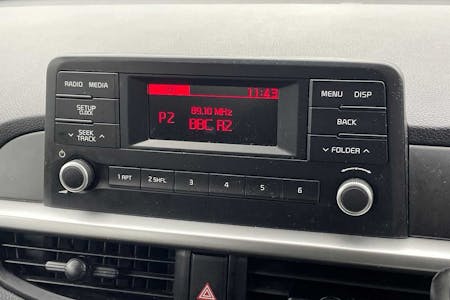 RADIO MEDIA
SETUP
CLOCK
SEEK
TRACK
11:43
89.10 MHz
P2 BBC R2
MENU DISP
BACK
FOLDER
1 RPT 2 SHFL 3 4 5 6